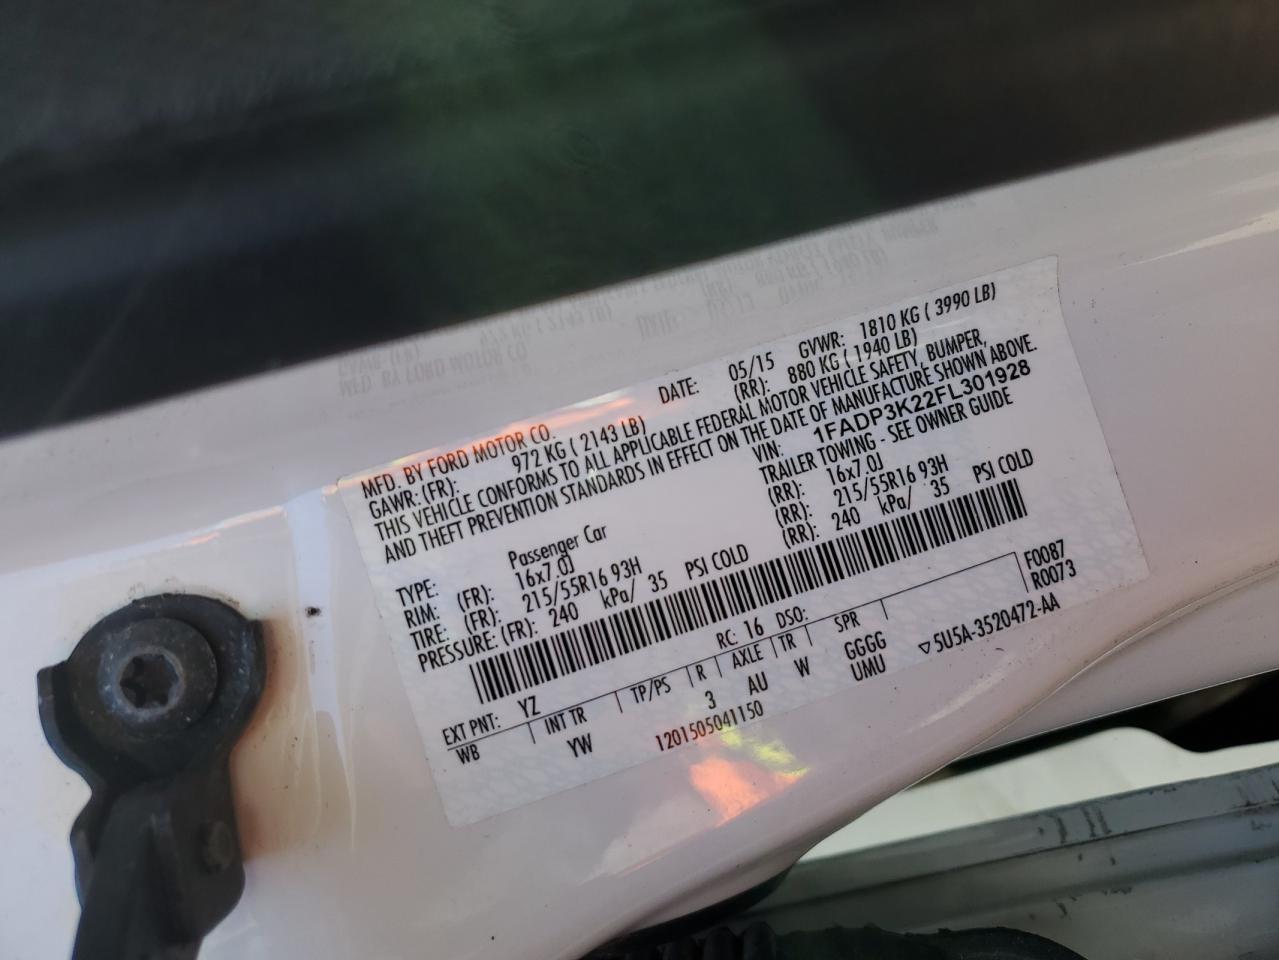 MFD. BY FORD MOTOR CO. DATE: 05/15 GVWR: 1810 KG ( 3990 LB)
GAWR: (FR): 972 KG ( 2143 LB) (RR): 880 KG ( 1940 LB)
THIS VEHICLE CONFORMS TO ALL APPLICABLE FEDERAL MOTOR VEHICLE SAFETY, BUMPER,
AND THEFT PREVENTION STANDARDS IN EFFECT ON THE DATE OF MANUFACTURE SHOWN ABOVE.
VIN: 1FADP3K22FL301928
TYPE: Passenger Car TRAILER TOWING - SEE OWNER GUIDE
RIM: (FR): 16x7.0J (RR): 16x7.0J
TIRE: (FR): 215/55R16 93H (RR): 215/55R16 93H
PRESSURE: (FR): 240 kPa/ 35 PSI COLD (RR): 240 kPa/ 35 PSI COLD
EXT PNT: YZ RC: 16 DSO: F0087
WB INT TR TP/PS R AXLE TR SPR R0073
YW 3 AU W GGGG
UMU
1201505041150 ▽5U5A-3520472-AA